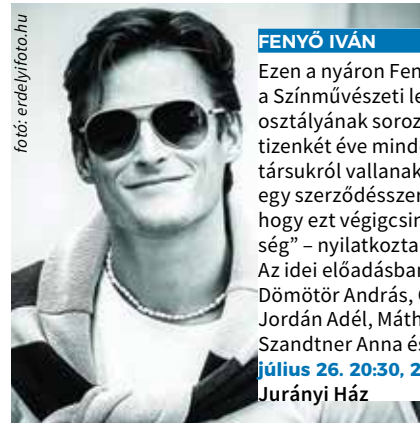 fotó: erdelyifoto.hu
FENYŐ IVÁN
Ezen a nyáron Fen
a Színművészeti le
osztályának soroz
tizenkét éve mind
társukról vallanak
egy szerződésszer
hogy ezt végigcsin
ség” – nyilatkozta
Az idei előadásban
Dömötör András,
Jordán Adél, Máth
Szandtner Anna és
július 26. 20:30, 2
Jurányi Ház